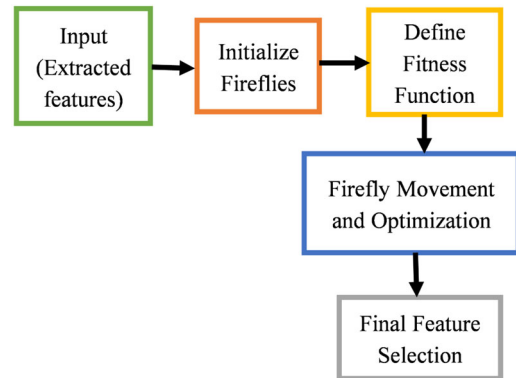 Input
(Extracted
features)
Initialize
Fireflies
Define
Fitness
Function
Firefly Movement
and Optimization
Final Feature
Selection